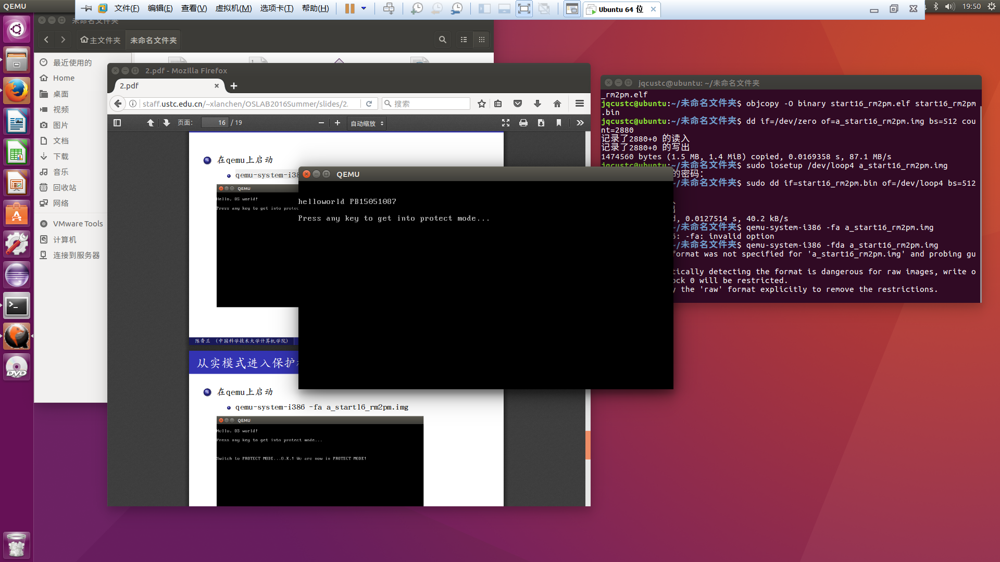 QEMU
文件(F) 编辑(E) 查看(V) 虚拟机(M) 选项卡(T) 帮助(H)
Ubuntu 64 位
19:50
未命名文件夹
主文件夹 未命名文件夹
最近使用的
Home
桌面
视频
图片
文档
下载
音乐
回收站
网络
VMware Tools
计算机
连接到服务器
2.pdf - Mozilla Firefox
2.pdf
staff.ustc.edu.cn/~xlanchen/OSLAB2016Summer/slides/2.
搜索
页面: 16 / 19
自动缩放
在qemu上启动
qemu-system-i38
QEMU
Hello, OS world!
Press any key to get into protec
陈香兰 (中国科学技术大学计算机学院)
从实模式进入保护
在qemu上启动
qemu-system-i386 -fa a_start16_rm2pm.img
QEMU
Hello, OS world!
Press any key to get into protect mode...
Switch to PROTECT MODE...O.K.! We are now in PROTECT MODE!
QEMU
helloworld PB15051087
Press any key to get into protect mode...
jqcustc@ubuntu: ~/未命名文件夹
_rm2pm.elf
jqcustc@ubuntu:~/未命名文件夹$ objcopy -O binary start16_rm2pm.elf start16_rm2pm
.bin
jqcustc@ubuntu:~/未命名文件夹$ dd if=/dev/zero of=a_start16_rm2pm.img bs=512 cou
nt=2880
记录了2880+0 的读入
记录了2880+0 的写出
1474560 bytes (1.5 MB, 1.4 MiB) copied, 0.0169358 s, 87.1 MB/s
jqcustc@ubuntu:~/未命名文件夹$ sudo losetup /dev/loop4 a_start16_rm2pm.img
的密码：
~/未命名文件夹$ sudo dd if=start16_rm2pm.bin of=/dev/loop4 bs=512
, 0.0127514 s, 40.2 kB/s
~/未命名文件夹$ qemu-system-i386 -fa a_start16_rm2pm.img
: -fa: invalid option
~/未命名文件夹$ qemu-system-i386 -fda a_start16_rm2pm.img
format was not specified for 'a_start16_rm2pm.img' and probing gu
tically detecting the format is dangerous for raw images, write o
ock 0 will be restricted.
the 'raw' format explicitly to remove the restrictions.
DVD